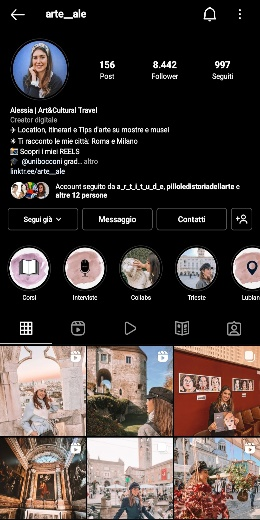 arte__ale
156
8.442
997
Post
Follower
Seguiti
Alessia | Art&Cultural Travel
Creator digitale
✈ Location, Itinerari e Tips d'arte su mostre e musei
☀ Ti racconto le mie città: Roma e Milano
Scopri i miei REELS
🎓 @unibocconi grad... altro
linktr.ee/arte__ale
Account seguito da a_r_t_i_t_u_d_e, pilloledistoriadellarte e
altre 12 persone
Segui già
Messaggio
Contatti
Corsi
Interviste
Collabs
Trieste
Lubian